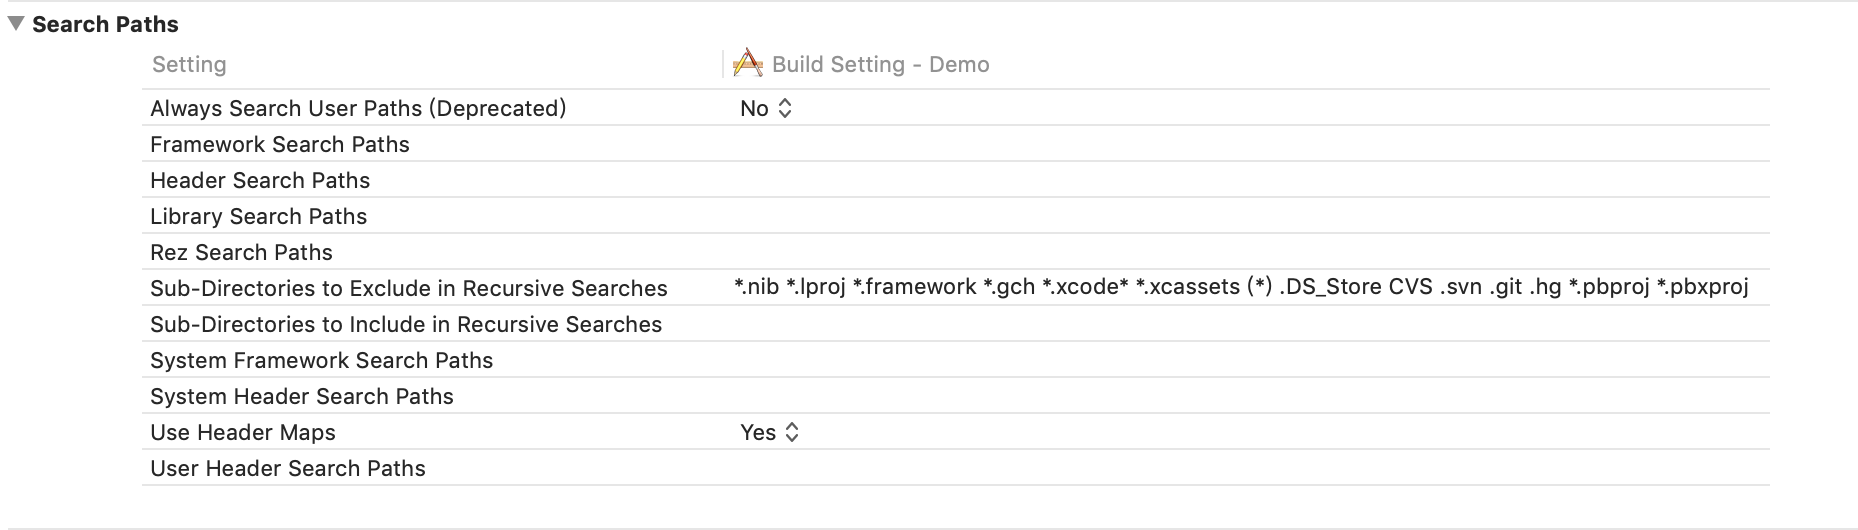 Search Paths
Setting Build Setting - Demo
Always Search User Paths (Deprecated) No
Framework Search Paths
Header Search Paths
Library Search Paths
Rez Search Paths
Sub-Directories to Exclude in Recursive Searches *.nib *.lproj *.framework *.gch *.xcode* *.xcassets (*) .DS_Store CVS .svn .git .hg *.pbproj *.pbxproj
Sub-Directories to Include in Recursive Searches
System Framework Search Paths
System Header Search Paths
Use Header Maps Yes
User Header Search Paths